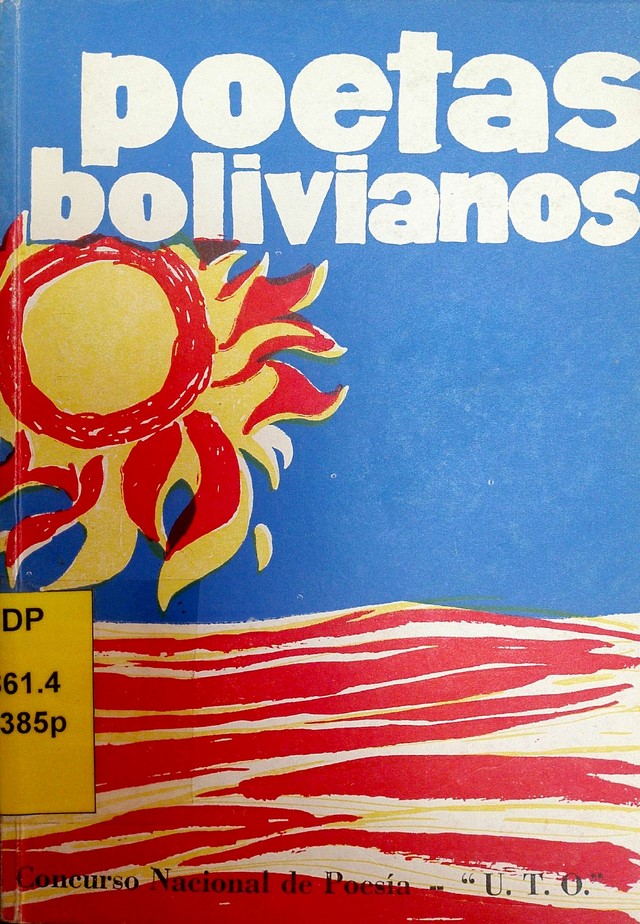 poetas
bolivianos
DP
61.4
385p
Concurso Nacional de Poesía -- "U. T. O."